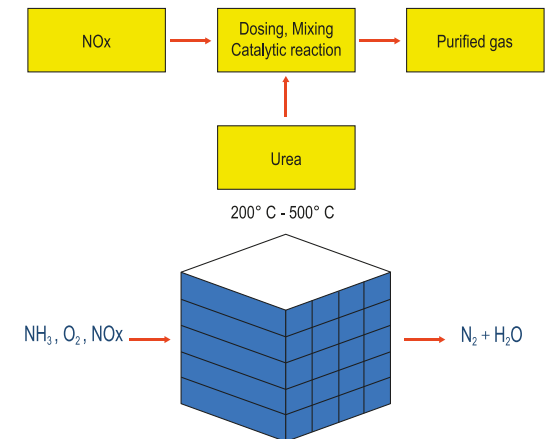 NOx
Dosing, Mixing
Catalytic reaction
Purified gas
Urea
200° C - 500° C
NH₃ , O₂ , NOx
N₂ + H₂O